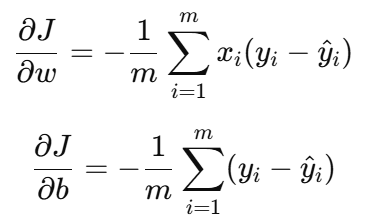 ∂J/∂w = −1/m ∑_{i=1}^{m} x_i(y_i − ŷ_i)
∂J/∂b = −1/m ∑_{i=1}^{m} (y_i − ŷ_i)